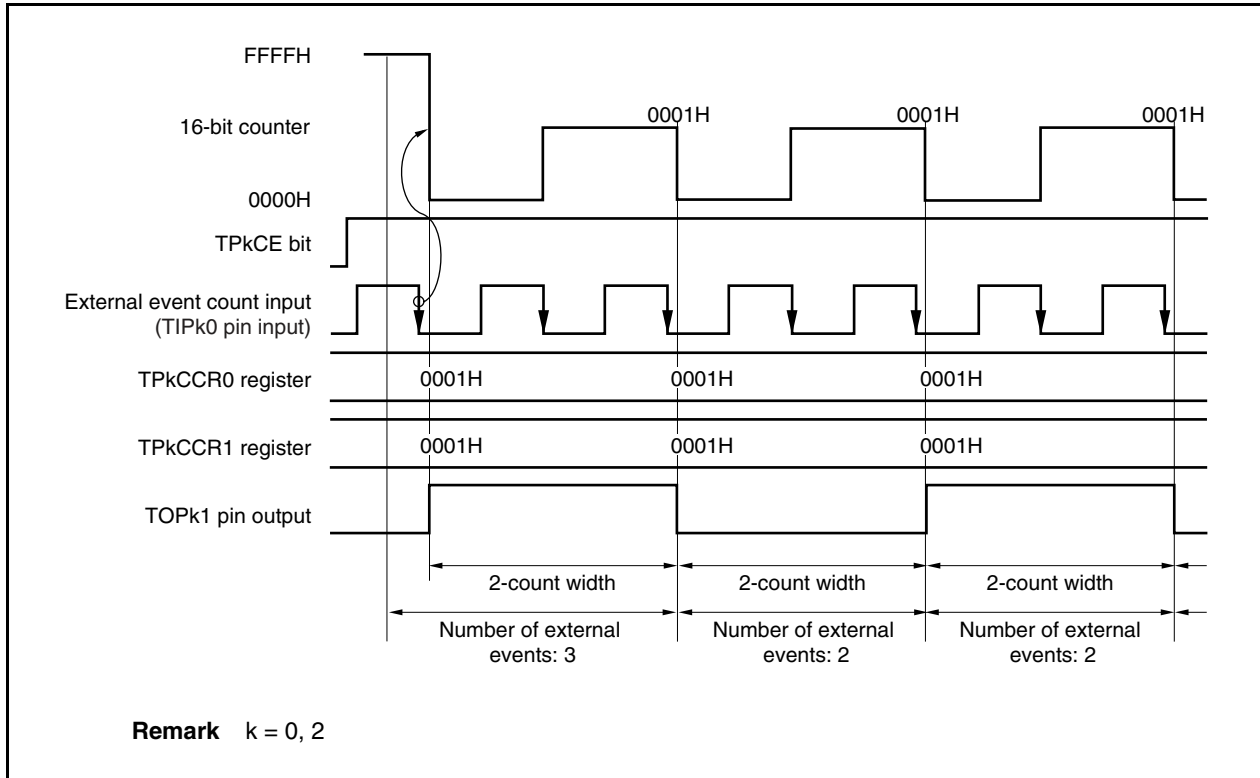 FFFFH
16-bit counter
0001H 0001H 0001H
0000H
TPkCE bit
External event count input
(TIPk0 pin input)
TPkCCR0 register 0001H 0001H 0001H
TPkCCR1 register 0001H 0001H 0001H
TOPk1 pin output
2-count width 2-count width 2-count width
Number of external Number of external Number of external
events: 3 events: 2 events: 2
Remark k = 0, 2